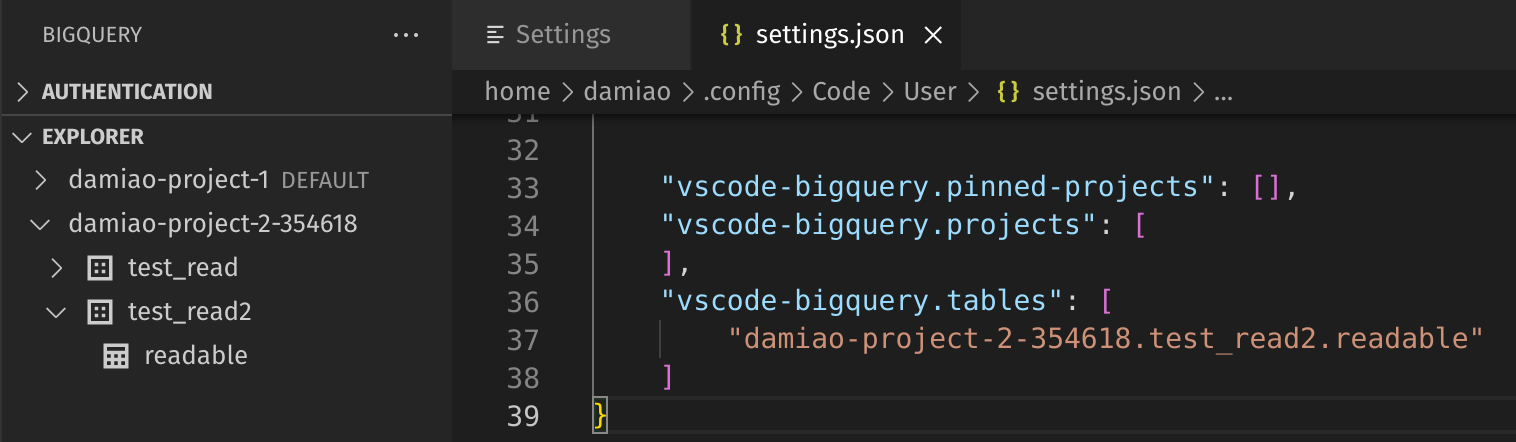 BIGQUERY ...
AUTHENTICATION
EXPLORER
damiao-project-1 DEFAULT
damiao-project-2-354618
test_read
test_read2
readable
Settings
{} settings.json
home > damiao > .config > Code > User > {} settings.json > ...
31
32
33 "vscode-bigquery.pinned-projects": [],
34 "vscode-bigquery.projects": [
35 ],
36 "vscode-bigquery.tables": [
37 "damiao-project-2-354618.test_read2.readable"
38 ]
39 }